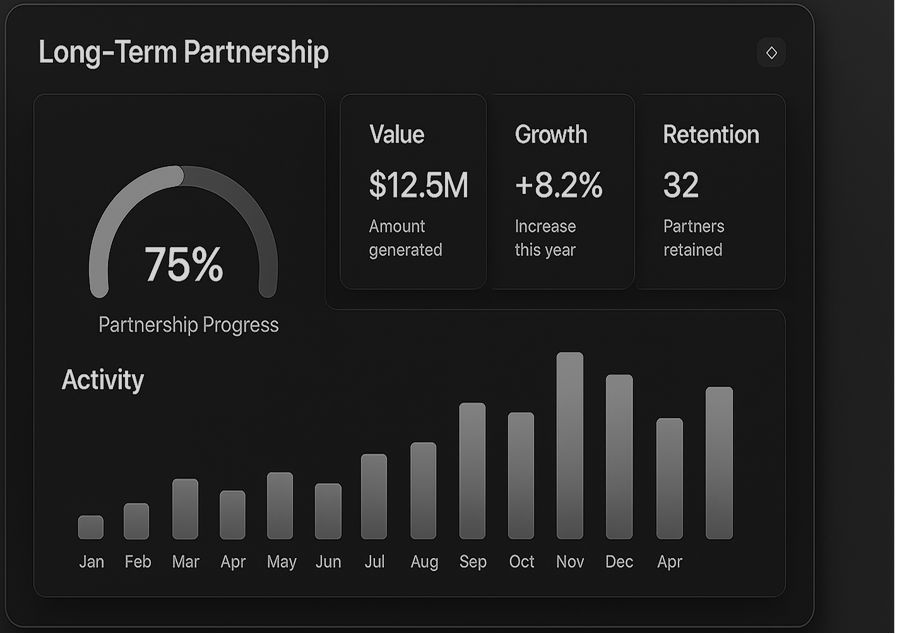 Long-Term Partnership
75%
Partnership Progress
Value
$12.5M
Amount
generated
Growth
+8.2%
Increase
this year
Retention
32
Partners
retained
Activity
Jan Feb Mar Apr May Jun Jul Aug Sep Oct Nov Dec Apr